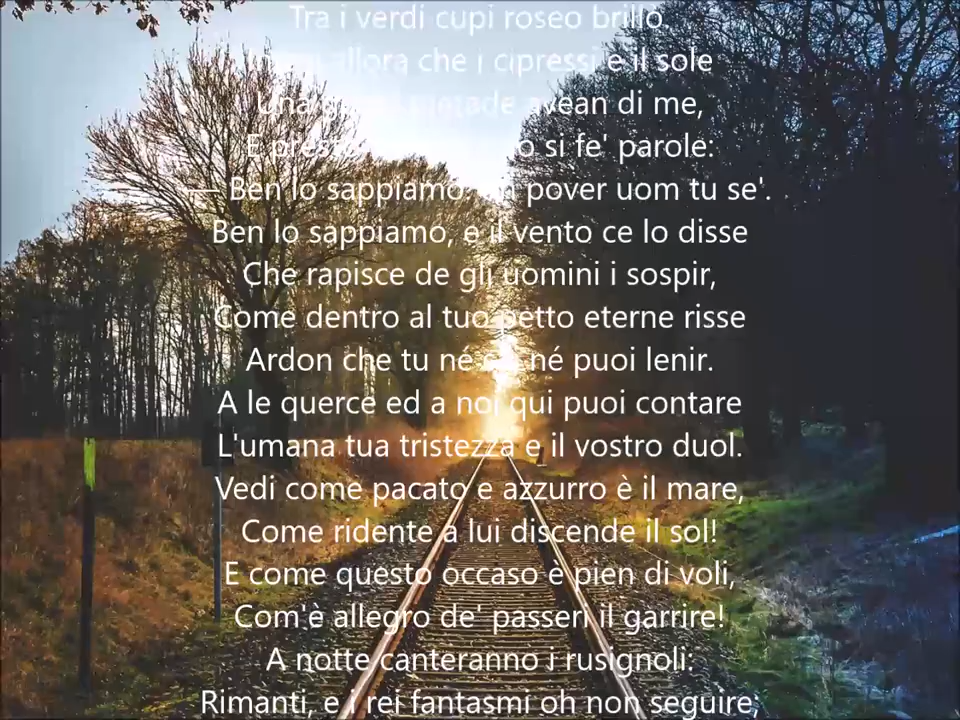 Tra i verdi cupi roseo brillò
allora che i cipressi e il sole
Una pietade avean di me,
E presto si fe' parole:
— Ben lo sappiamo: un pover uom tu se'.
Ben lo sappiamo, e il vento ce lo disse
Che rapisce de gli uomini i sospir,
Come dentro al tuo petto eterne risse
Ardon che tu né né puoi lenir.
A le querce ed a noi qui puoi contare
L'umana tua tristezza e il vostro duol.
Vedi come pacato e azzurro è il mare,
Come ridente a lui discende il sol!
E come questo occaso è pien di voli,
Com'è allegro de' passeri il garrire!
A notte canteranno i rusignoli:
Rimanti, e i rei fantasmi oh non seguire;